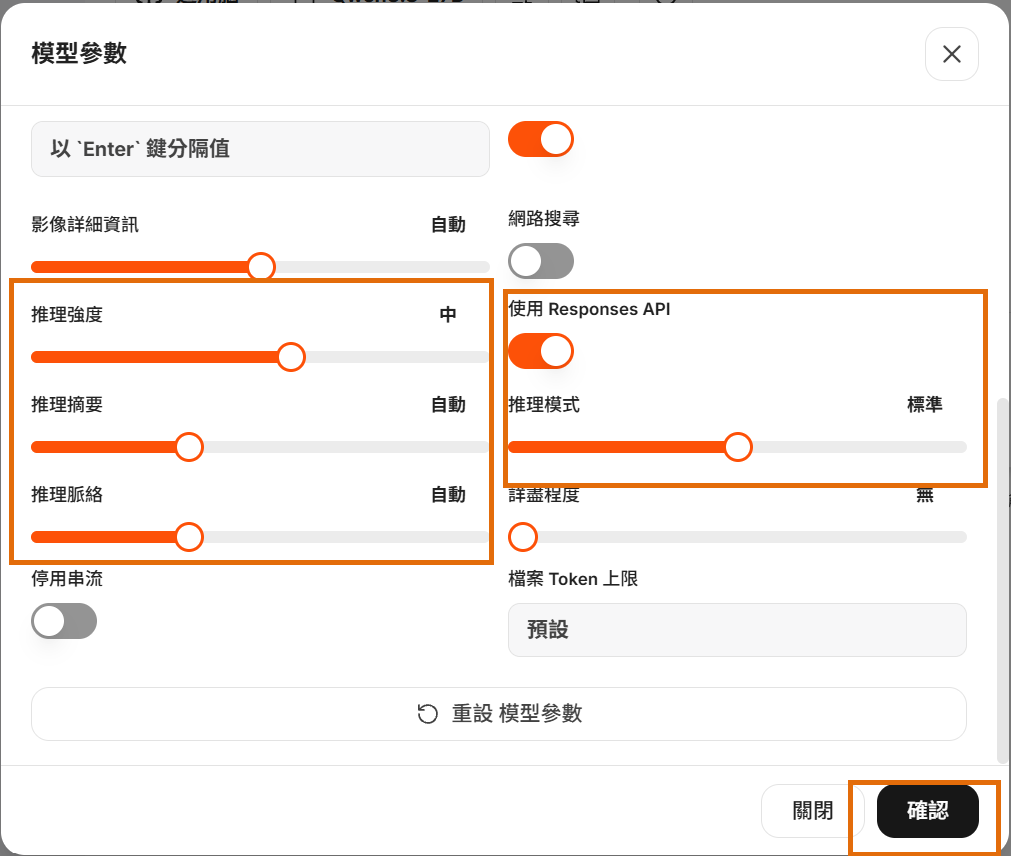 模型參數
以 `Enter` 鍵分隔值
影像詳細資訊 自動
網路搜尋
推理強度 中
使用 Responses API
推理摘要 自動
推理模式 標準
推理脈絡 自動
詳盡程度 無
停用串流
檔案 Token 上限
預設
重設 模型參數
關閉
確認